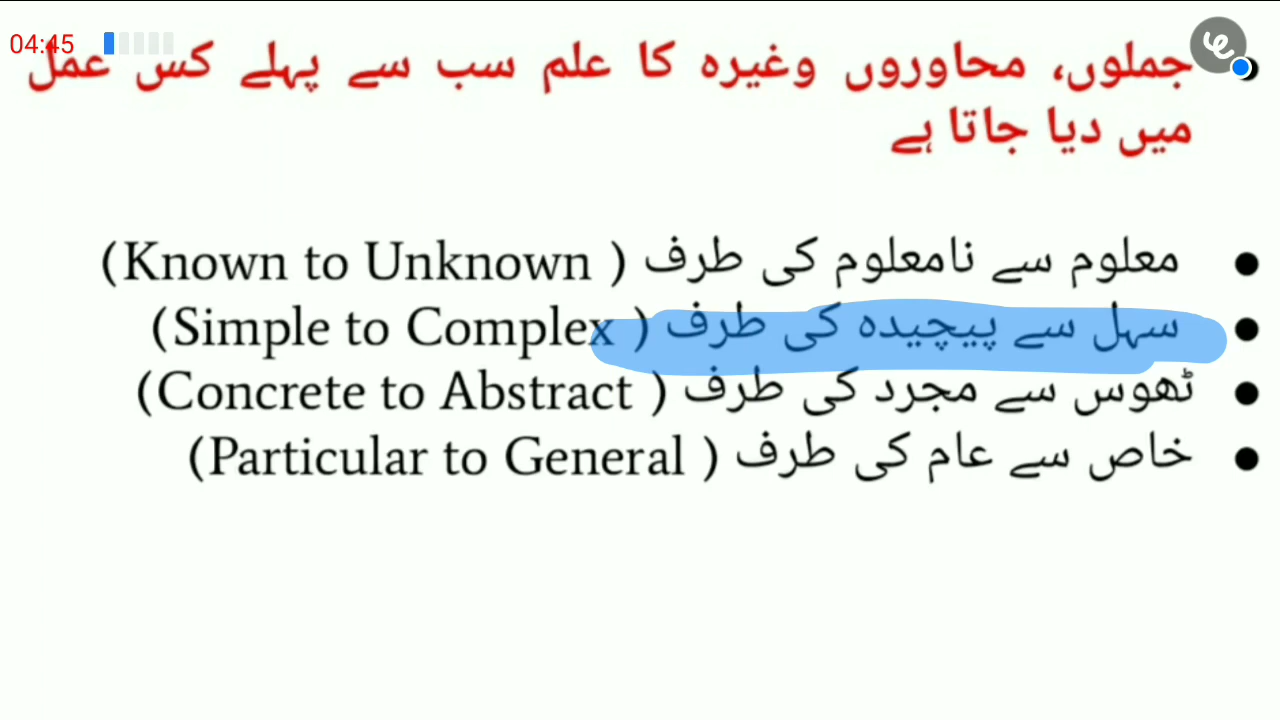 04:45
جملوں، محاوروں وغیرہ کا علم سب سے پہلے کس عمل
میں دیا جاتا ہے
معلوم سے نامعلوم کی طرف (Known to Unknown)
سہل سے پیچیدہ کی طرف (Simple to Complex)
ٹھوس سے مجرد کی طرف (Concrete to Abstract)
خاص سے عام کی طرف (Particular to General)